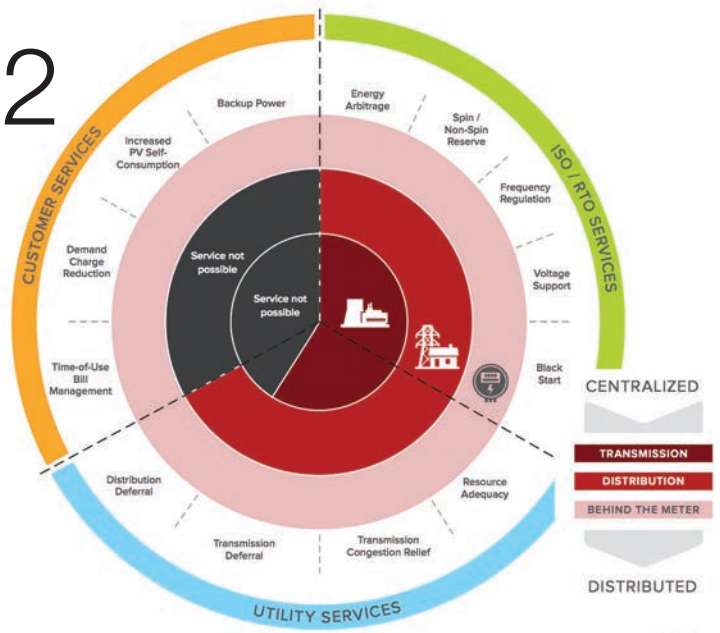 2
CUSTOMER SERVICES
ISO / RTO SERVICES
UTILITY SERVICES
Backup Power
Increased
PV Self-
Consumption
Demand
Charge
Reduction
Time-of-Use
Bill
Management
Energy
Arbitrage
Spin /
Non-Spin
Reserve
Frequency
Regulation
Voltage
Support
Black
Start
Resource
Adequacy
Transmission
Congestion Relief
Transmission
Deferral
Distribution
Deferral
Service not
possible
Service not
possible
CENTRALIZED
TRANSMISSION
DISTRIBUTION
BEHIND THE METER
DISTRIBUTED